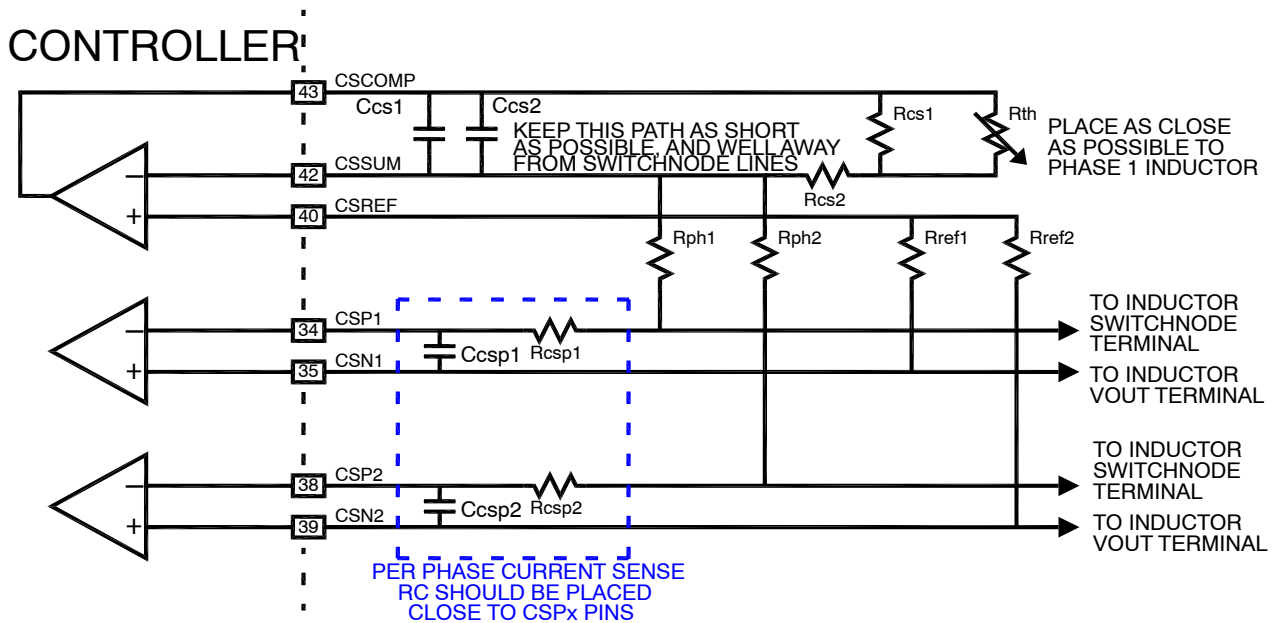 CONTROLLER
43
CSCOMP
Ccs1
Ccs2
Rcs1
Rth
KEEP THIS PATH AS SHORT
AS POSSIBLE, AND WELL AWAY
FROM SWITCHNODE LINES
PLACE AS CLOSE
AS POSSIBLE TO
PHASE 1 INDUCTOR
42
CSSUM
Rcs2
40
CSREF
Rph1
Rph2
Rref1
Rref2
34
CSP1
Ccsp1
Rcsp1
TO INDUCTOR
SWITCHNODE
TERMINAL
35
CSN1
TO INDUCTOR
VOUT TERMINAL
38
CSP2
Ccsp2
Rcsp2
TO INDUCTOR
SWITCHNODE
TERMINAL
39
CSN2
TO INDUCTOR
VOUT TERMINAL
PER PHASE CURRENT SENSE
RC SHOULD BE PLACED
CLOSE TO CSPx PINS